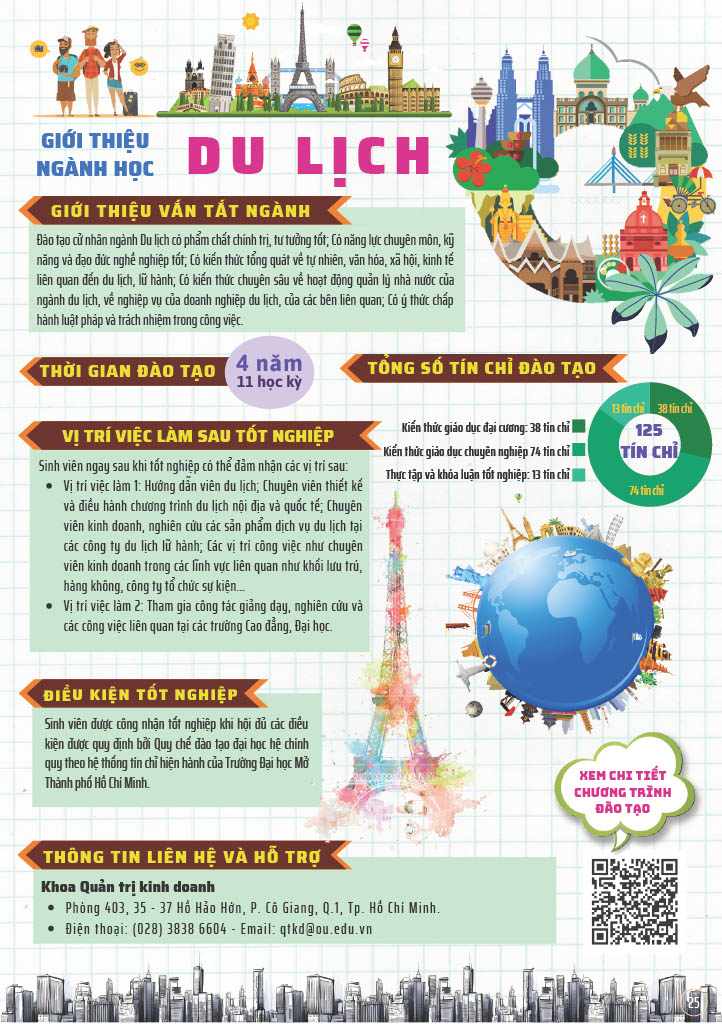 GIỚI THIỆU
NGÀNH HỌC
DU LỊCH
GIỚI THIỆU VẮN TẮT NGÀNH
Đào tạo cử nhân ngành Du lịch có phẩm chất chính trị, tư tưởng tốt; Có năng lực chuyên môn, kỹ
năng và đạo đức nghề nghiệp tốt; Có kiến thức tổng quát về tự nhiên, văn hóa, xã hội, kinh tế
liên quan đến du lịch, lữ hành; Có kiến thức chuyên sâu về hoạt động quản lý nhà nước của
ngành du lịch, về nghiệp vụ của doanh nghiệp du lịch, của các bên liên quan; Có ý thức chấp
hành luật pháp và trách nhiệm trong công việc.
THỜI GIAN ĐÀO TẠO
4 năm
11 học kỳ
TỔNG SỐ TÍN CHỈ ĐÀO TẠO
Kiến thức giáo dục đại cương: 38 tín chỉ
Kiến thức giáo dục chuyên nghiệp 74 tín chỉ
Thực tập và khóa luận tốt nghiệp: 13 tín chỉ
13 tín chỉ
38 tín chỉ
125
TÍN CHỈ
74 tín chỉ
VỊ TRÍ VIỆC LÀM SAU TỐT NGHIỆP
Sinh viên ngay sau khi tốt nghiệp có thể đảm nhận các vị trí sau:
• Vị trí việc làm 1: Hướng dẫn viên du lịch; Chuyên viên thiết kế
và điều hành chương trình du lịch nội địa và quốc tế; Chuyên
viên kinh doanh, nghiên cứu các sản phẩm dịch vụ du lịch tại
các công ty du lịch lữ hành; Các vị trí công việc như chuyên
viên kinh doanh trong các lĩnh vực liên quan như khối lưu trú,
hàng không, công ty tổ chức sự kiện...
• Vị trí việc làm 2: Tham gia công tác giảng dạy, nghiên cứu và
các công việc liên quan tại các trường Cao đẳng, Đại học.
ĐIỀU KIỆN TỐT NGHIỆP
Sinh viên được công nhận tốt nghiệp khi hội đủ các điều
kiện được quy định bởi Quy chế đào tạo đại học hệ chính
quy theo hệ thống tín chỉ hiện hành của Trường Đại học Mở
Thành phố Hồ Chí Minh.
XEM CHI TIẾT
CHƯƠNG TRÌNH
ĐÀO TẠO
THÔNG TIN LIÊN HỆ VÀ HỖ TRỢ
Khoa Quản trị kinh doanh
• Phòng 403, 35 - 37 Hồ Hảo Hớn, P. Cô Giang, Q.1, Tp. Hồ Chí Minh.
• Điện thoại: (028) 3838 6604 - Email: qtkd@ou.edu.vn
25